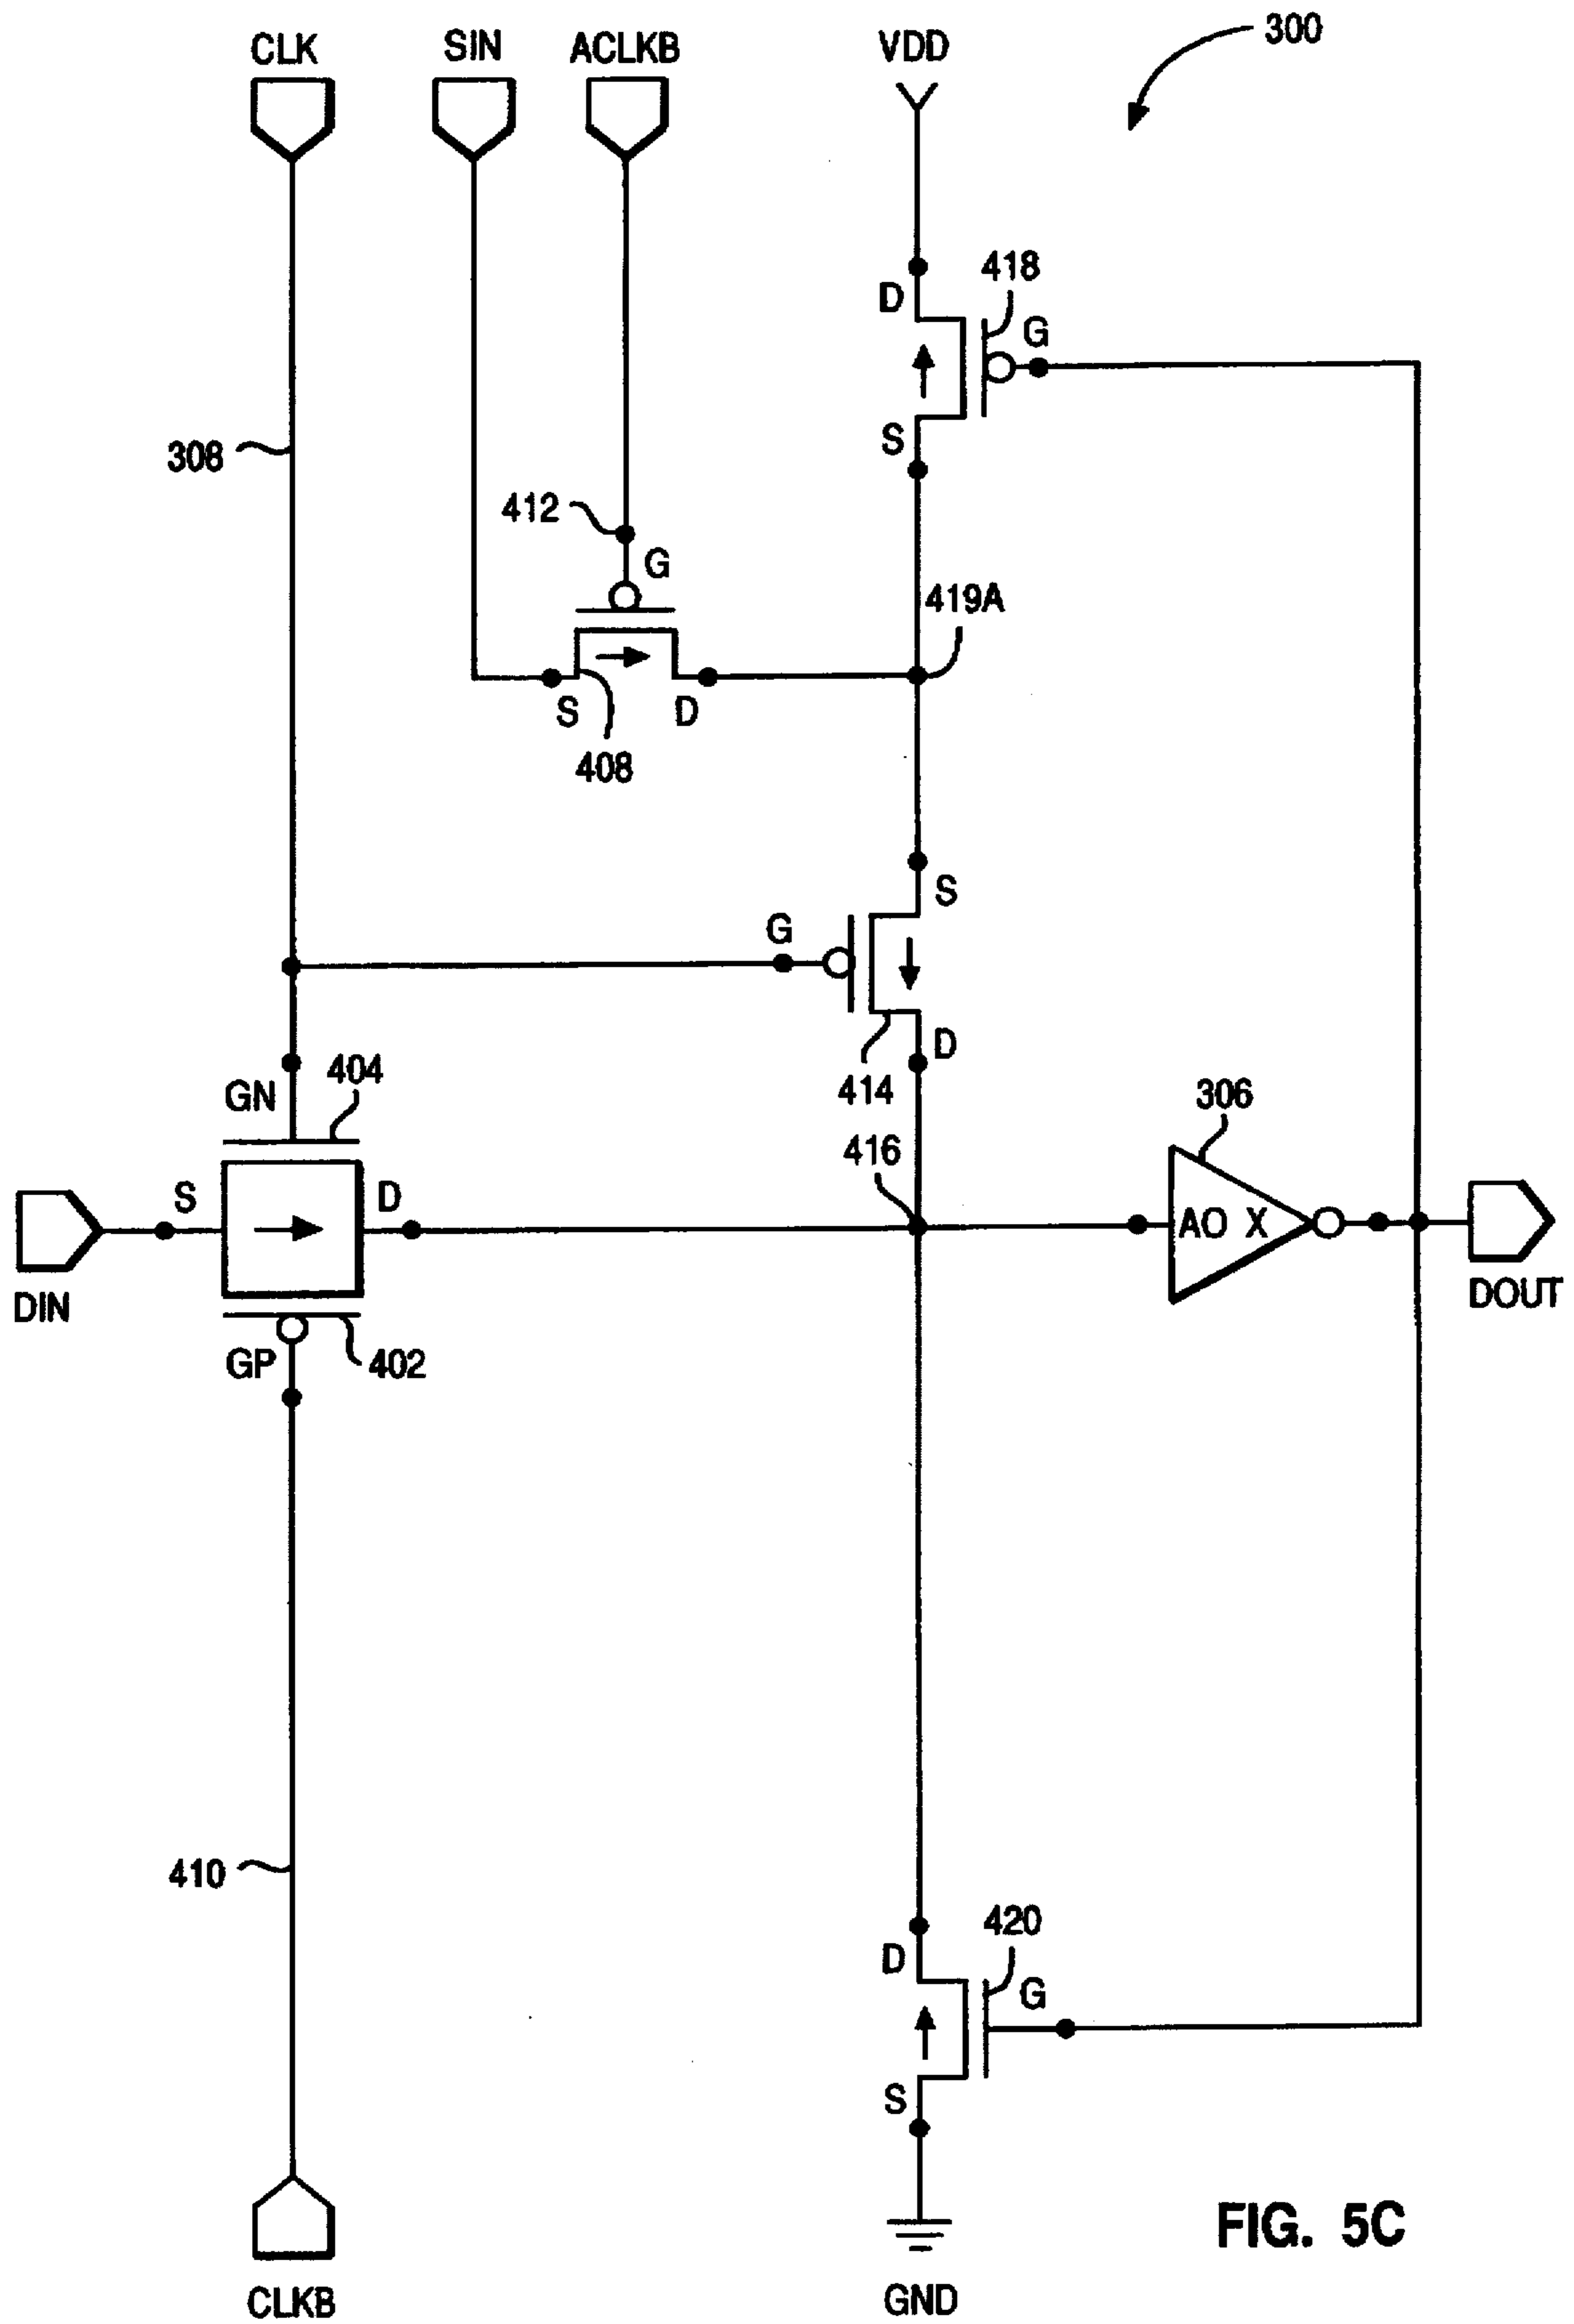 300
CLK
SIN
ACLKB
VDD
418
D
G
S
308
412
G
419A
S
D
408
S
G
D
414
404
GN
306
416
S
D
AO X
DIN
DOUT
GP
402
410
420
D
G
S
FIG. 5C
CLKB
GND